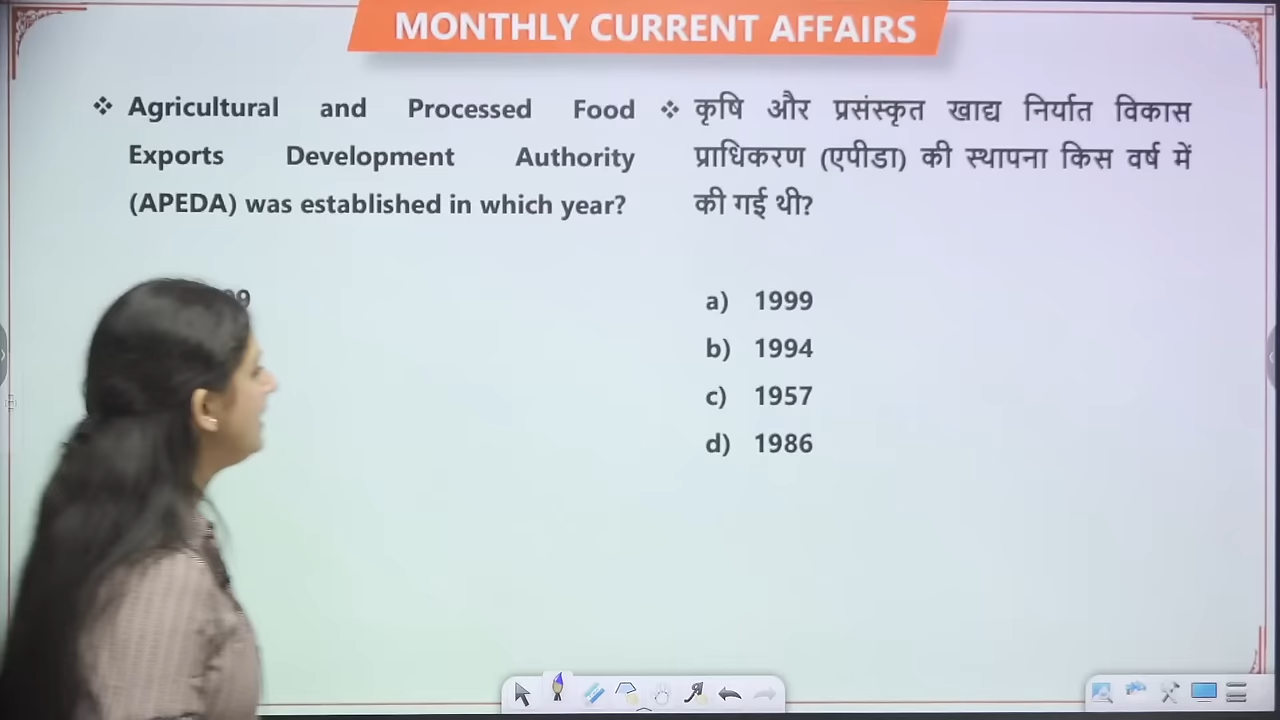 MONTHLY CURRENT AFFAIRS
❖ Agricultural and Processed Food
Exports Development Authority
(APEDA) was established in which year?
❖ कृषि और प्रसंस्कृत खाद्य निर्यात विकास
प्राधिकरण (एपीडा) की स्थापना किस वर्ष में
की गई थी?
a) 1999
b) 1994
c) 1957
d) 1986